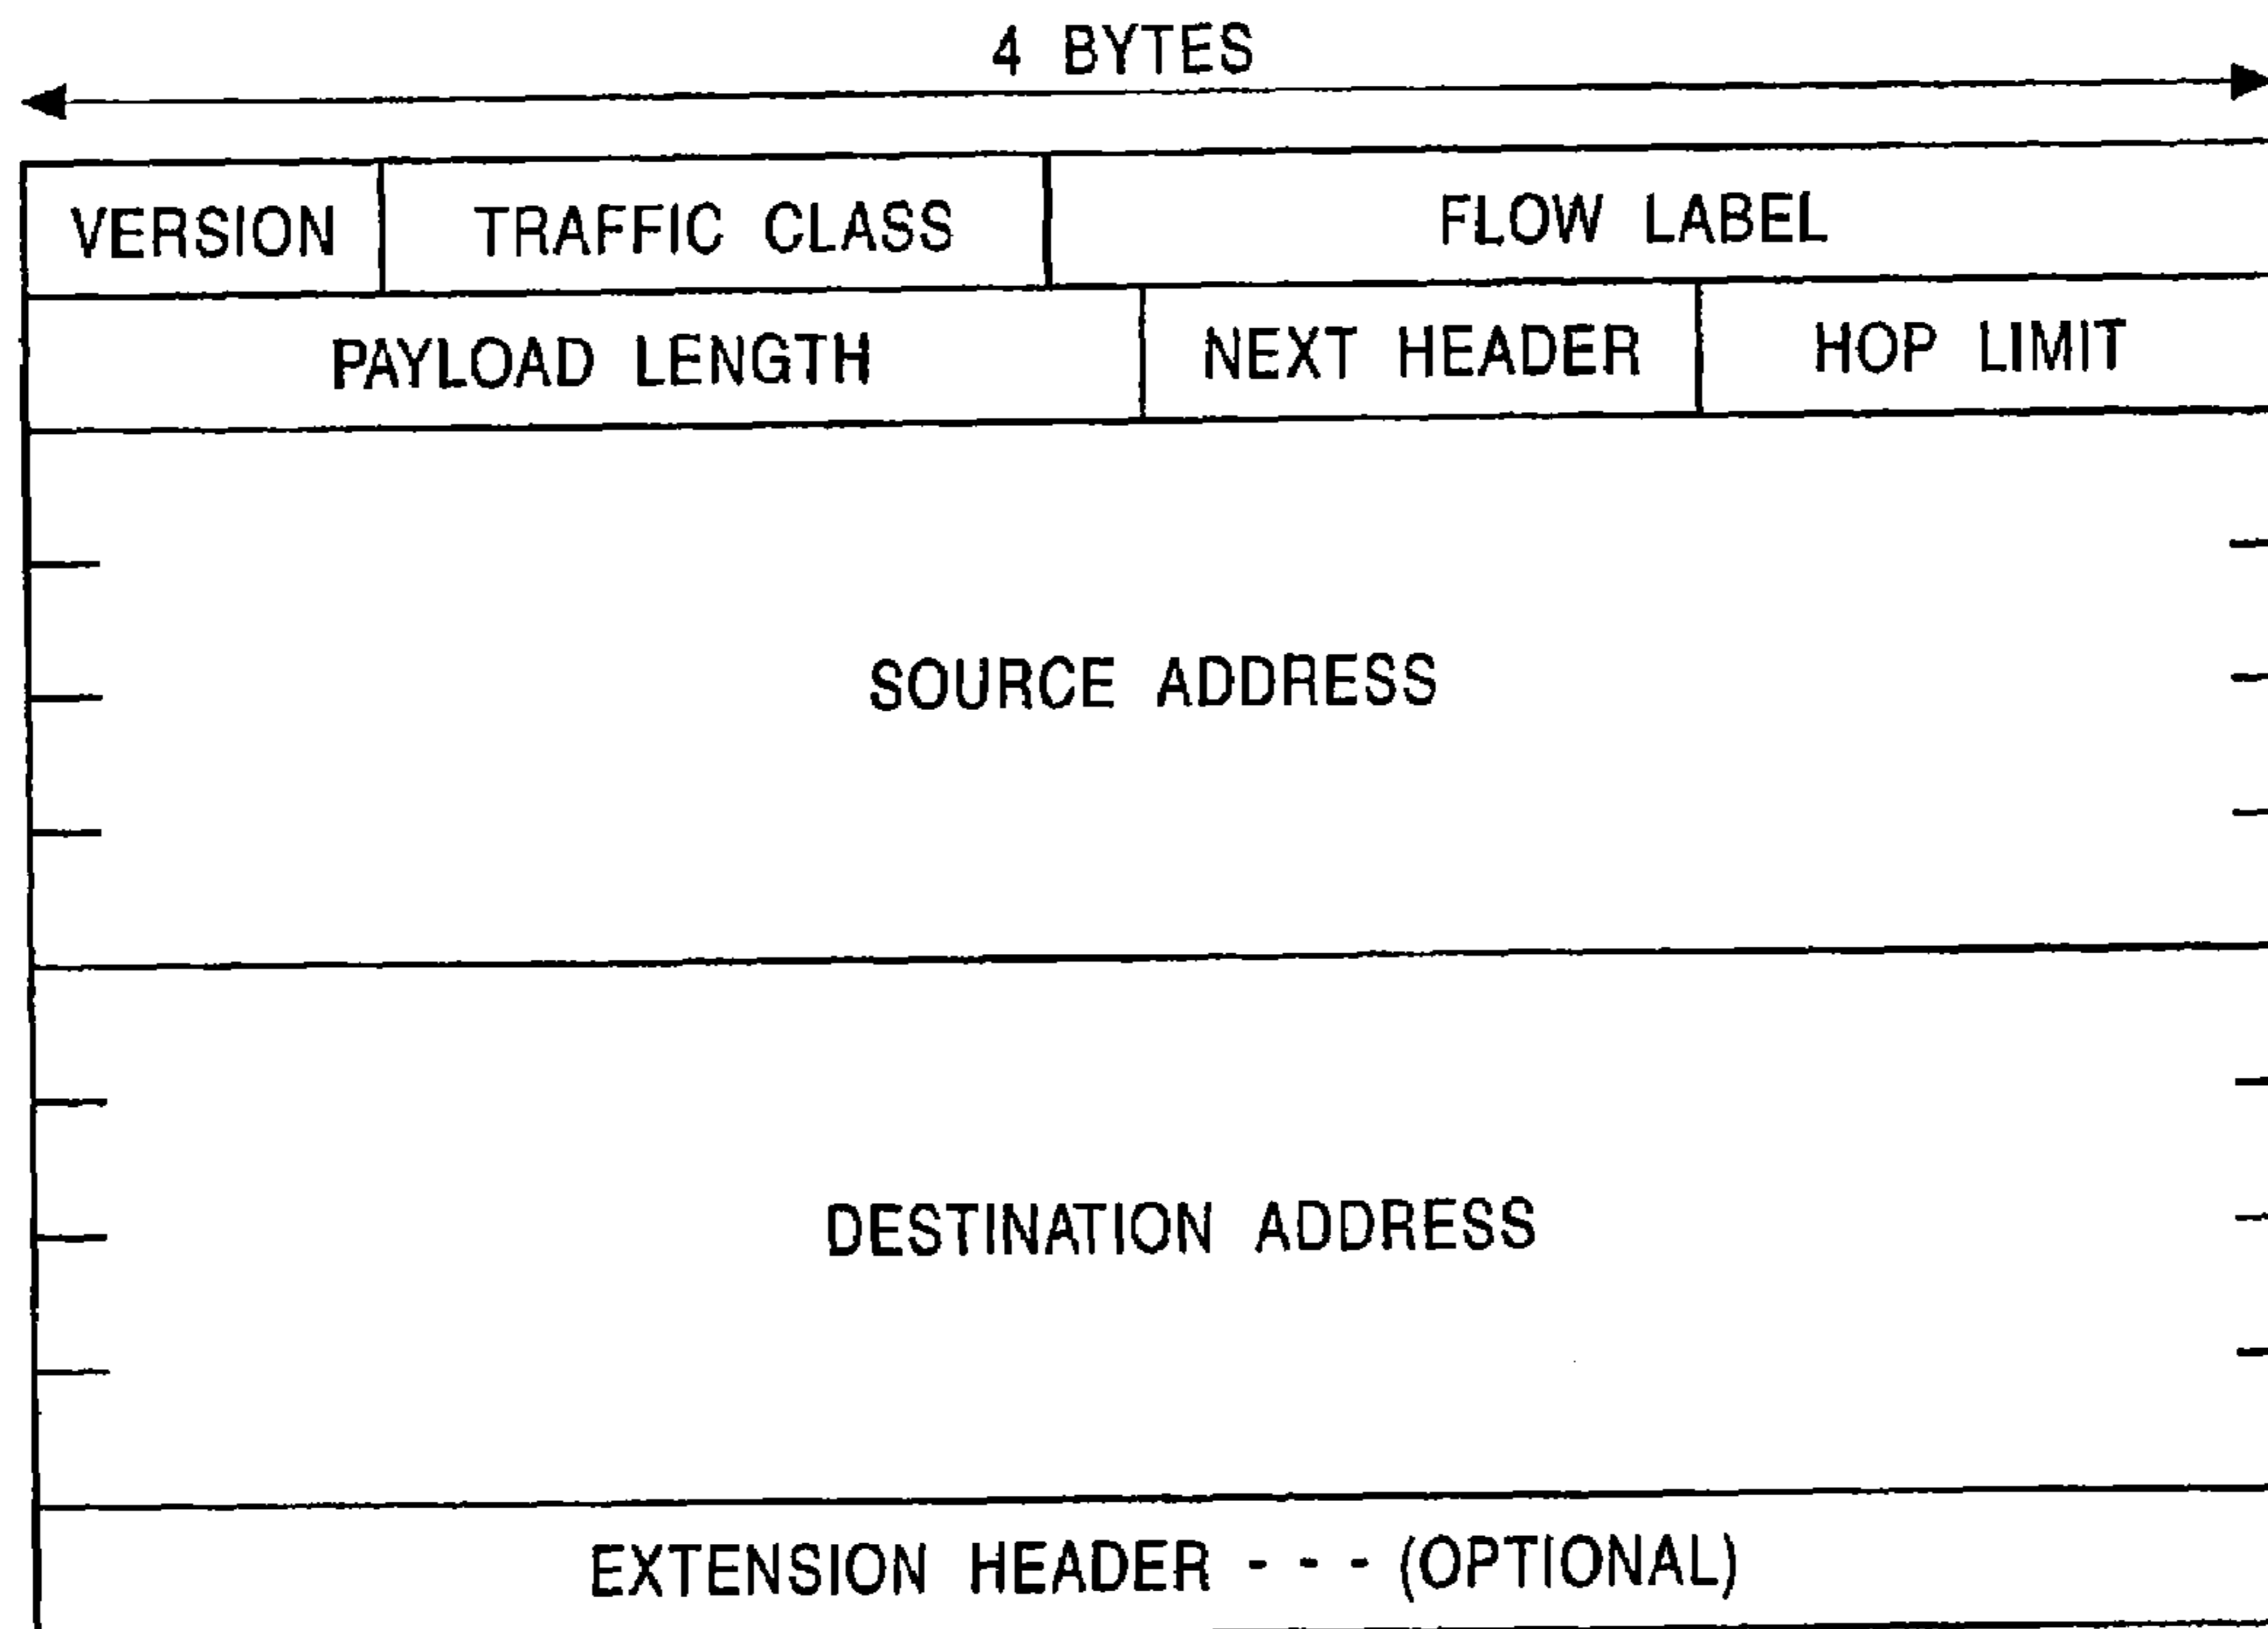 4 BYTES
VERSION TRAFFIC CLASS FLOW LABEL
PAYLOAD LENGTH NEXT HEADER HOP LIMIT
SOURCE ADDRESS
DESTINATION ADDRESS
EXTENSION HEADER - - - (OPTIONAL)